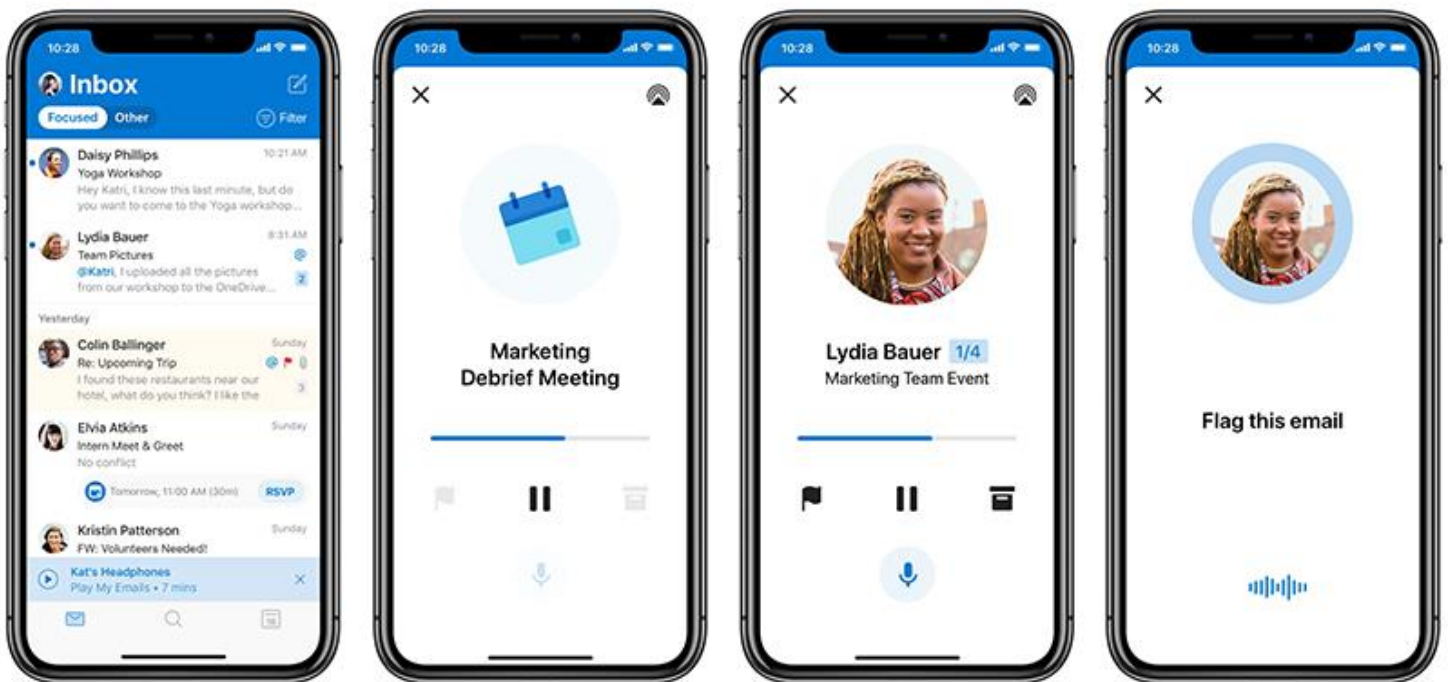 10:28
Inbox
Focused Other Filter
Daisy Phillips 10:21 AM
Yoga Workshop
Hey Katri, I know this last minute, but do
you want to come to the Yoga workshop...
Lydia Bauer 8:31 AM
Team Pictures
@Katri, I uploaded all the pictures
from our workshop to the OneDrive...
2
Yesterday
Colin Ballinger Sunday
Re: Upcoming Trip
I found these restaurants near our
hotel, what do you think? I like the
3
Elvia Atkins Sunday
Intern Meet & Greet
No conflict
Tomorrow, 11:00 AM (30m) RSVP
Kristin Patterson Sunday
FW: Volunteers Needed!
Kat's Headphones
Play My Emails • 7 mins
10:28
Marketing
Debrief Meeting
10:28
Lydia Bauer 1/4
Marketing Team Event
10:28
Flag this email